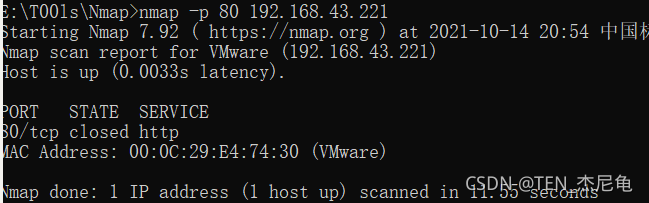 E:\T00ls\Nmap>nmap -p 80 192.168.43.221
Starting Nmap 7.92 ( https://nmap.org ) at 2021-10-14 20:54 中国
Nmap scan report for VMware (192.168.43.221)
Host is up (0.0033s latency).
PORT   STATE  SERVICE
80/tcp closed http
MAC Address: 00:0C:29:E4:74:30 (VMware)
Nmap done: 1 IP address (1 host up) scanned in 11.55 seconds
CSDN @TEN_杰尼龟